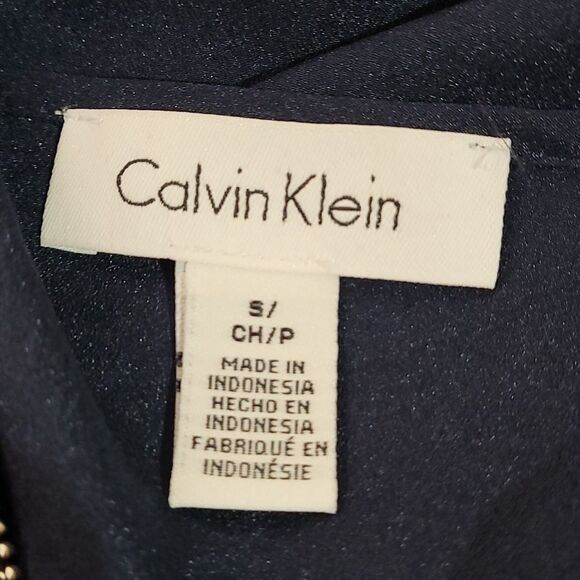 Calvin Klein
S/
CH/P
MADE IN
INDONESIA
HECHO EN
INDONESIA
FABRIQUÉ EN
INDONÉSIE